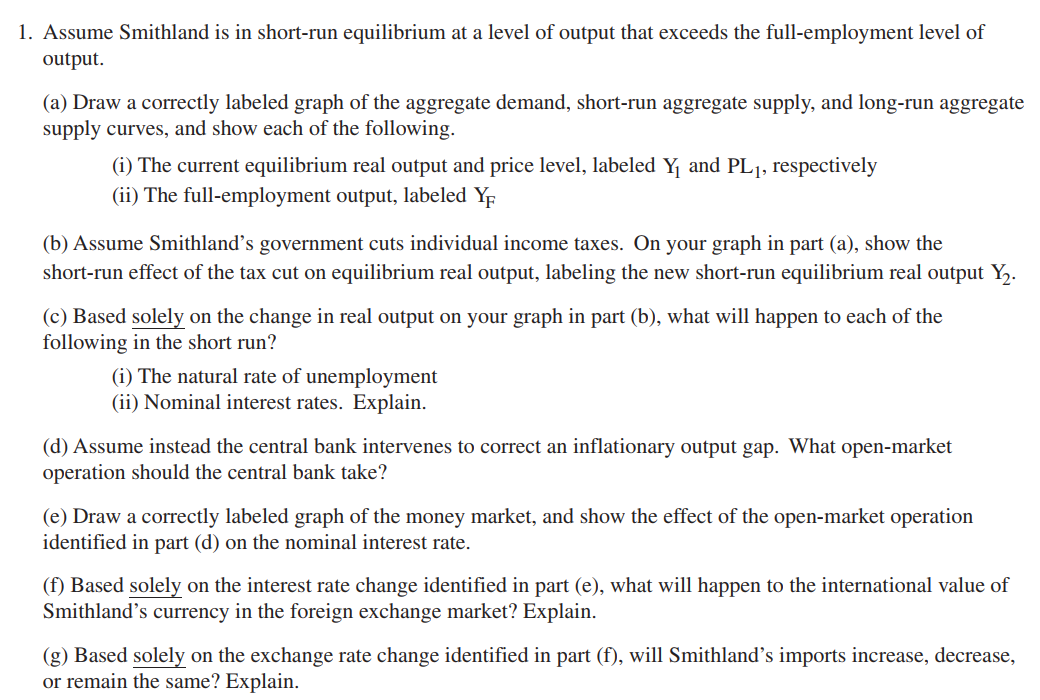 1. Assume Smithland is in short-run equilibrium at a level of output that exceeds the full-employment level of
output.
(a) Draw a correctly labeled graph of the aggregate demand, short-run aggregate supply, and long-run aggregate
supply curves, and show each of the following.
(i) The current equilibrium real output and price level, labeled Y₁ and PL₁, respectively
(ii) The full-employment output, labeled Y_F
(b) Assume Smithland’s government cuts individual income taxes. On your graph in part (a), show the
short-run effect of the tax cut on equilibrium real output, labeling the new short-run equilibrium real output Y₂.
(c) Based solely on the change in real output on your graph in part (b), what will happen to each of the
following in the short run?
(i) The natural rate of unemployment
(ii) Nominal interest rates. Explain.
(d) Assume instead the central bank intervenes to correct an inflationary output gap. What open-market
operation should the central bank take?
(e) Draw a correctly labeled graph of the money market, and show the effect of the open-market operation
identified in part (d) on the nominal interest rate.
(f) Based solely on the interest rate change identified in part (e), what will happen to the international value of
Smithland’s currency in the foreign exchange market? Explain.
(g) Based solely on the exchange rate change identified in part (f), will Smithland’s imports increase, decrease,
or remain the same? Explain.